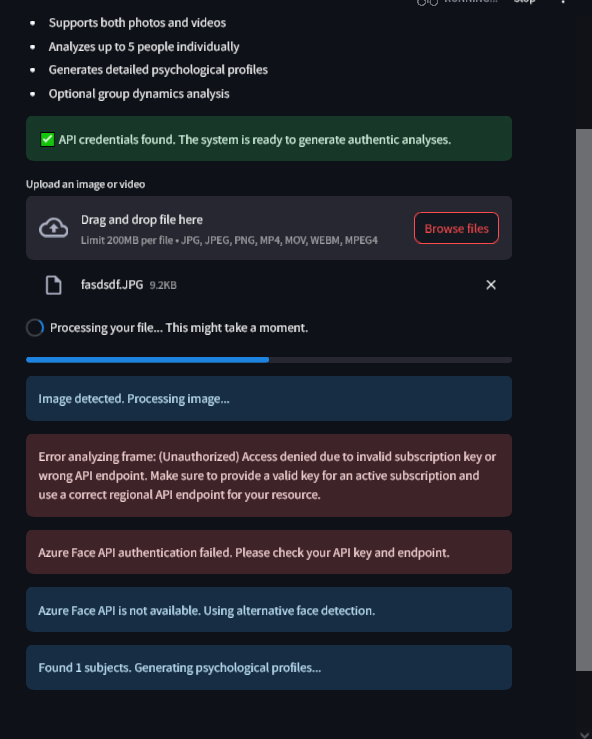 RUNNING... Stop
Supports both photos and videos
Analyzes up to 5 people individually
Generates detailed psychological profiles
Optional group dynamics analysis
✅ API credentials found. The system is ready to generate authentic analyses.
Upload an image or video
Drag and drop file here
Limit 200MB per file • JPG, JPEG, PNG, MP4, MOV, WEBM, MPEG4
Browse files
fasdsdf.JPG 9.2KB
Processing your file... This might take a moment.
Image detected. Processing image...
Error analyzing frame: (Unauthorized) Access denied due to invalid subscription key or
wrong API endpoint. Make sure to provide a valid key for an active subscription and
use a correct regional API endpoint for your resource.
Azure Face API authentication failed. Please check your API key and endpoint.
Azure Face API is not available. Using alternative face detection.
Found 1 subjects. Generating psychological profiles...